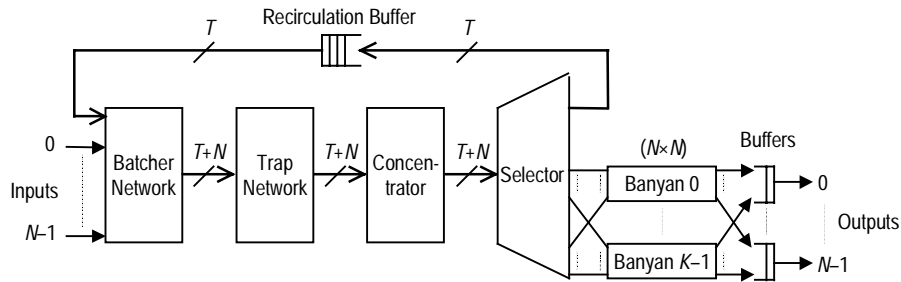 Recirculation Buffer
T
T
0
Inputs
N–1
Batcher
Network
T+N
Trap
Network
T+N
Concen-
trator
T+N
Selector
(N×N)
Banyan 0
Banyan K–1
Buffers
0
Outputs
N–1